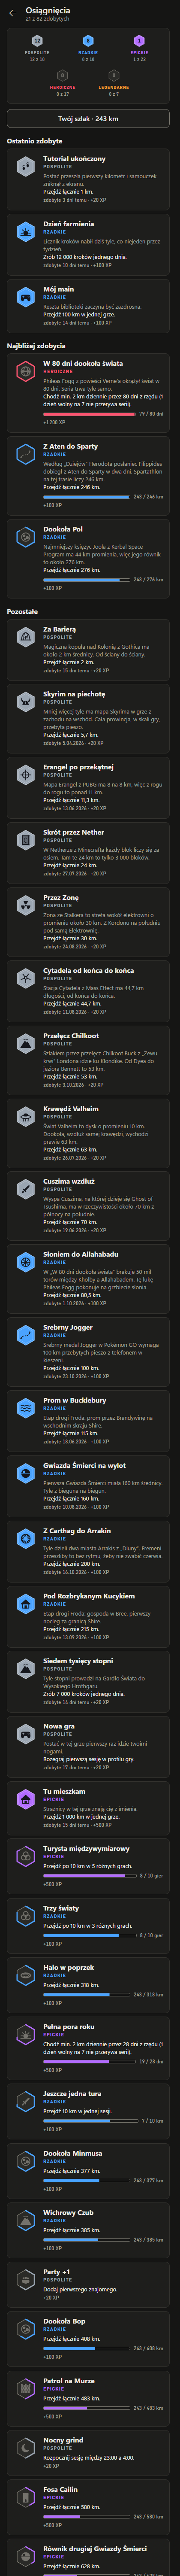 Osiągnięcia
21 z 82 zdobytych
12
POSPOLITE
12 z 18
8
RZADKIE
8 z 18
1
EPICKIE
1 z 22
0
HEROICZNE
0 z 17
0
LEGENDARNE
0 z 7
Twój szlak · 243 km
Ostatnio zdobyte
Tutorial ukończony
POSPOLITE
Postać przeszła pierwszy kilometr i samouczek
zniknął z ekranu.
Przejdź łącznie 1 km.
zdobyte 3 dni temu · +20 XP
Dzień farmienia
RZADKIE
Licznik kroków nabił dziś tyle, co niejeden przez
tydzień.
Zrób 12 000 kroków jednego dnia.
zdobyte 10 dni temu · +100 XP
Mój main
RZADKIE
Reszta biblioteki zaczyna być zazdrosna.
Przejdź 100 km w jednej grze.
zdobyte 14 dni temu · +100 XP
Najbliżej zdobycia
W 80 dni dookoła świata
HEROICZNE
Phileas Fogg z powieści Verne'a okrążył świat w
80 dni. Seria trwa tyle samo.
Chodź min. 2 km dziennie przez 80 dni z rzędu (1
dzień wolny na 7 nie przerywa serii).
79 / 80 dni
+1 200 XP
Z Aten do Sparty
RZADKIE
Według „Dziejów" Herodota posłaniec Filippides
dobiegł z Aten do Sparty w dwa dni. Spartathlon
na tej trasie liczy 246 km.
Przejdź łącznie 246 km.
243 / 246 km
+100 XP
Dookoła Pol
RZADKIE
Najmniejszy księżyc Joola z Kerbal Space
Program ma 44 km promienia, więc jego równik
to około 276 km.
Przejdź łącznie 276 km.
243 / 276 km
+100 XP
Pozostałe
Za Barierą
POSPOLITE
Magiczna kopuła nad Kolonią z Gothica ma
około 2 km średnicy. Od ściany do ściany.
Przejdź łącznie 2 km.
zdobyte 15 dni temu · +20 XP
Skyrim na piechotę
POSPOLITE
Mniej więcej tyle ma mapa Skyrima w grze z
zachodu na wschód. Cała prowincja, w skali gry,
przebyta pieszo.
Przejdź łącznie 5,7 km.
zdobyte 5.06.2026 · +20 XP
Erangel po przekątnej
POSPOLITE
Mapa Erangel z PUBG ma 8 na 8 km, więc z rogu
do rogu to ponad 11 km.
Przejdź łącznie 11,3 km.
zdobyte 13.06.2026 · +20 XP
Skrót przez Nether
POSPOLITE
W Netherze z Minecrafta każdy blok liczy się za
osiem. Tam te 24 km to tylko 3 000 bloków.
Przejdź łącznie 24 km.
zdobyte 27.07.2026 · +20 XP
Przez Zonę
POSPOLITE
Zona ze Stalkera to strefa wokół elektrowni o
promieniu około 30 km. Z Kordonu na południu
pod samą Elektrownię.
Przejdź łącznie 30 km.
zdobyte 24.08.2026 · +20 XP
Cytadela od końca do końca
POSPOLITE
Stacja Cytadela z Mass Effect ma 44,7 km
długości, od końca do końca.
Przejdź łącznie 44,7 km.
zdobyte 11.08.2026 · +20 XP
Przełęcz Chilkoot
POSPOLITE
Szlakiem przez przełęcz Chilkoot Buck z „Zewu
krwi" Londona idzie ku Klondike. Od Dyea do
jeziora Bennett to 53 km.
Przejdź łącznie 53 km.
zdobyte 3.10.2026 · +20 XP
Krawędź Valheim
POSPOLITE
Świat Valheim to dysk o promieniu 10 km.
Dookoła, wzdłuż samej krawędzi, wychodzi
prawie 63 km.
Przejdź łącznie 63 km.
zdobyte 26.07.2026 · +20 XP
Cuszima wzdłuż
POSPOLITE
Wyspa Cuszima, na której dzieje się Ghost of
Tsushima, ma w rzeczywistości około 70 km z
północy na południe.
Przejdź łącznie 70 km.
zdobyte 19.06.2026 · +20 XP
Słoniem do Allahabadu
RZADKIE
W „W 80 dni dookoła świata" brakuje 50 mil
torów między Kholby a Allahabadem. Tę lukę
Phileas Fogg pokonuje na grzbiecie słonia.
Przejdź łącznie 80,5 km.
zdobyte 1.10.2026 · +100 XP
Srebrny Jogger
RZADKIE
Srebrny medal Jogger w Pokémon GO wymaga
100 km przebytych pieszo z telefonem w
kieszeni.
Przejdź łącznie 100 km.
zdobyte 23.10.2026 · +100 XP
Prom w Bucklebury
RZADKIE
Etap drogi Froda: prom przez Brandywinę na
wschodnim skraju Shire.
Przejdź łącznie 115 km.
zdobyte 18.06.2026 · +100 XP
Gwiazda Śmierci na wylot
RZADKIE
Pierwsza Gwiazda Śmierci miała 160 km średnicy.
Tyle z bieguna na biegun.
Przejdź łącznie 160 km.
zdobyte 10.08.2026 · +100 XP
Z Carthag do Arrakin
RZADKIE
Tyle dzieli dwa miasta Arrakis z „Diuny". Fremeni
przeszliby to bez rytmu, żeby nie zwabić czerwia.
Przejdź łącznie 200 km.
zdobyte 16.10.2026 · +100 XP
Pod Rozbrykanym Kucykiem
RZADKIE
Etap drogi Froda: gospoda w Bree, pierwszy
nocleg za granicą Shire.
Przejdź łącznie 215 km.
zdobyte 13.09.2026 · +100 XP
Siedem tysięcy stopni
POSPOLITE
Tyle stopni prowadzi na Gardło Świata do
Wysokiego Hrothgaru.
Zrób 7 000 kroków jednego dnia.
zdobyte 16 dni temu · +20 XP
Nowa gra
POSPOLITE
Postać w tej grze pierwszy raz idzie twoimi
nogami.
Rozegraj pierwszą sesję w profilu gry.
zdobyte 17 dni temu · +20 XP
Tu mieszkam
EPICKIE
Strażnicy w tej grze znają cię z imienia.
Przejdź 1 000 km w jednej grze.
zdobyte 15 dni temu · +500 XP
Turysta międzywymiarowy
EPICKIE
Przejdź po 10 km w 5 różnych grach.
8 / 10 gier
+500 XP
Trzy światy
RZADKIE
Przejdź po 10 km w 3 różnych grach.
8 / 10 gier
+100 XP
Halo w poprzek
RZADKIE
Przejdź łącznie 318 km.
243 / 318 km
+100 XP
Pełna pora roku
EPICKIE
Chodź min. 2 km dziennie przez 28 dni z rzędu (1
dzień wolny na 7 nie przerywa serii).
19 / 28 dni
+500 XP
Jeszcze jedna tura
RZADKIE
Przejdź 10 km w jednej sesji.
7 / 10 km
+100 XP
Dookoła Minmusa
RZADKIE
Przejdź łącznie 377 km.
243 / 377 km
+100 XP
Wichrowy Czub
RZADKIE
Przejdź łącznie 385 km.
243 / 385 km
+100 XP
Party +1
POSPOLITE
Dodaj pierwszego znajomego.
+20 XP
Dookoła Bop
RZADKIE
Przejdź łącznie 408 km.
243 / 408 km
+100 XP
Patrol na Murze
EPICKIE
Przejdź łącznie 483 km.
243 / 483 km
+500 XP
Nocny grind
POSPOLITE
Rozpocznij sesję między 23:00 a 4:00.
+20 XP
Fosa Cailin
EPICKIE
Przejdź łącznie 580 km.
243 / 580 km
+500 XP
Równik drugiej Gwiazdy Śmierci
EPICKIE
Przejdź łącznie 628 km.